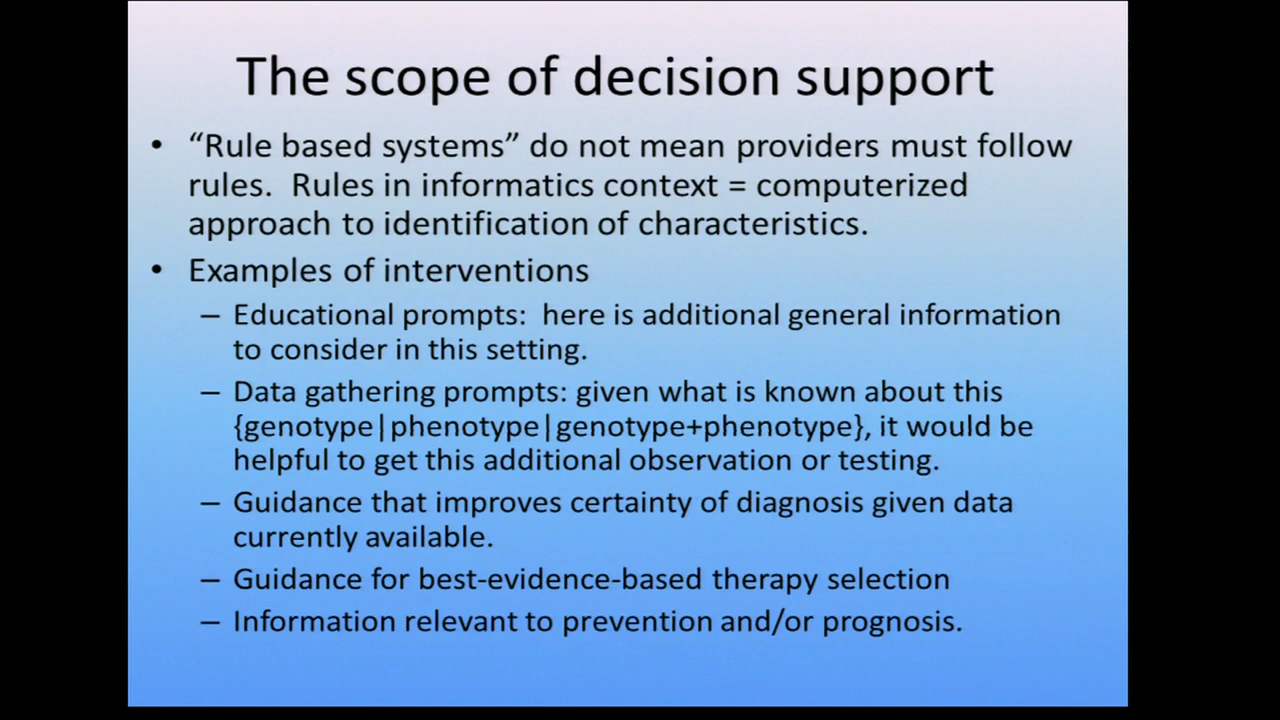 The scope of decision support
• “Rule based systems” do not mean providers must follow
rules.  Rules in informatics context = computerized
approach to identification of characteristics.
• Examples of interventions
– Educational prompts:  here is additional general information
to consider in this setting.
– Data gathering prompts: given what is known about this
{genotype|phenotype|genotype+phenotype}, it would be
helpful to get this additional observation or testing.
– Guidance that improves certainty of diagnosis given data
currently available.
– Guidance for best-evidence-based therapy selection
– Information relevant to prevention and/or prognosis.